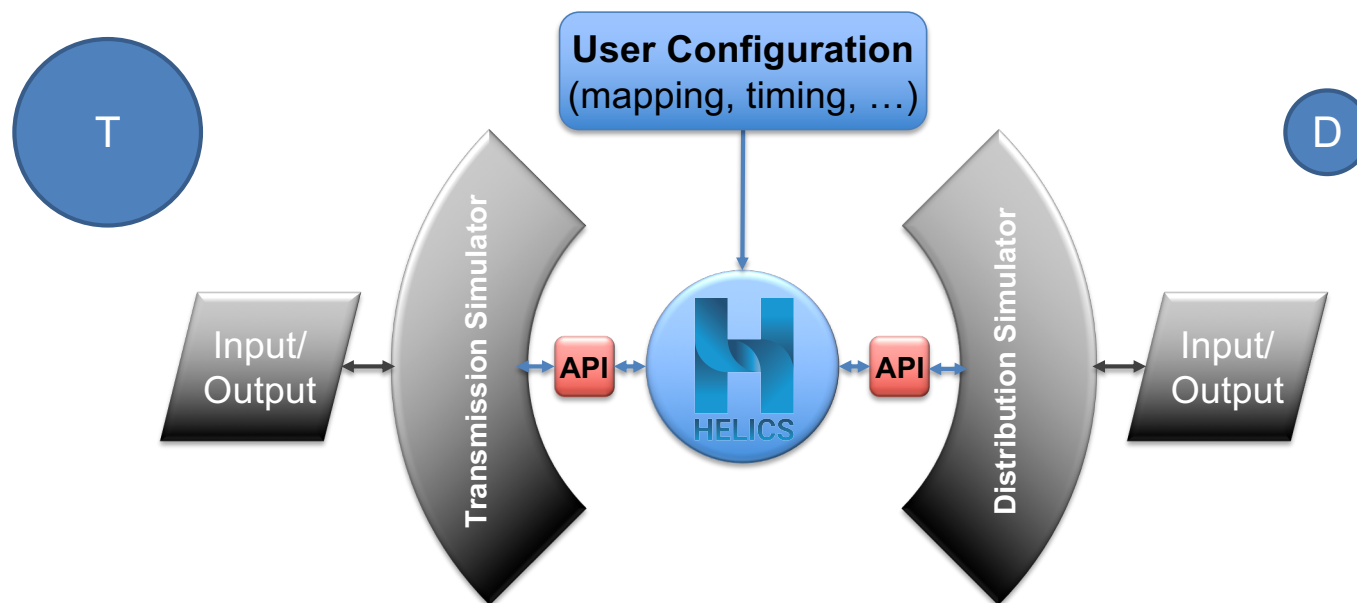 User Configuration
(mapping, timing, …)
T
D
Transmission Simulator
Distribution Simulator
Input/
Output
API
HELICS
API
Input/
Output